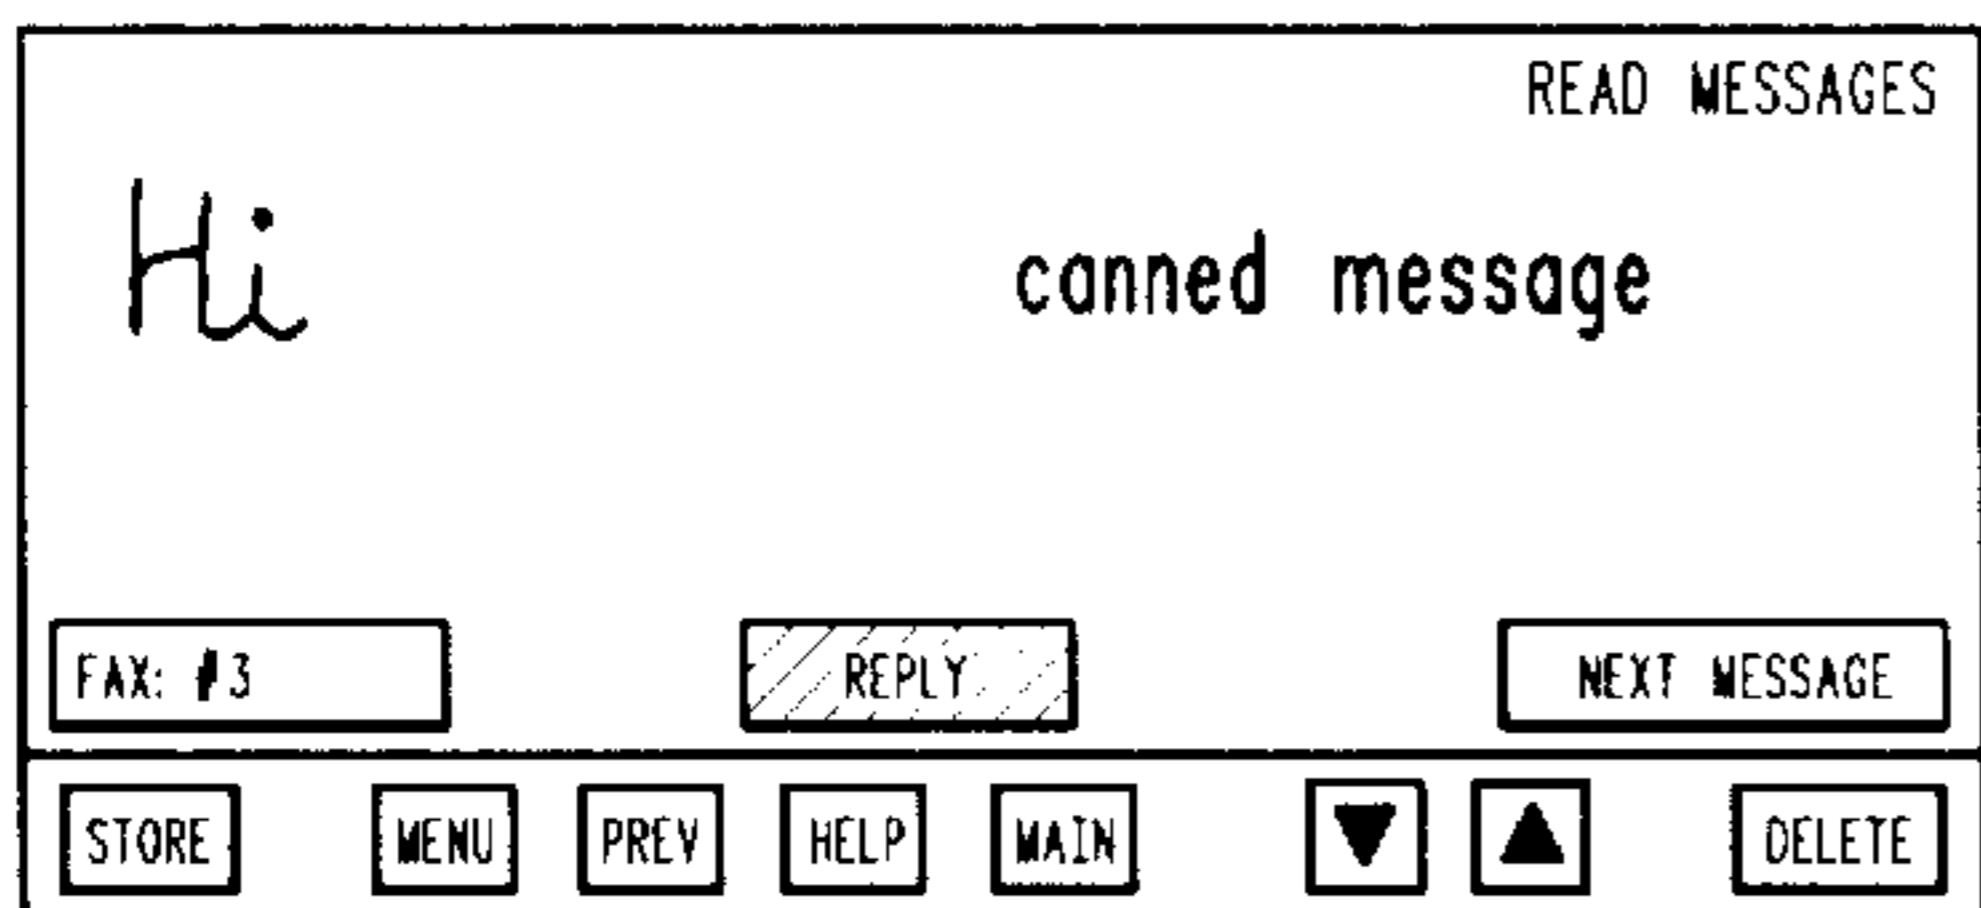 READ MESSAGES
Hi canned message
FAX: #3 REPLY NEXT MESSAGE
STORE MENU PREV HELP MAIN ▼ ▲ DELETE